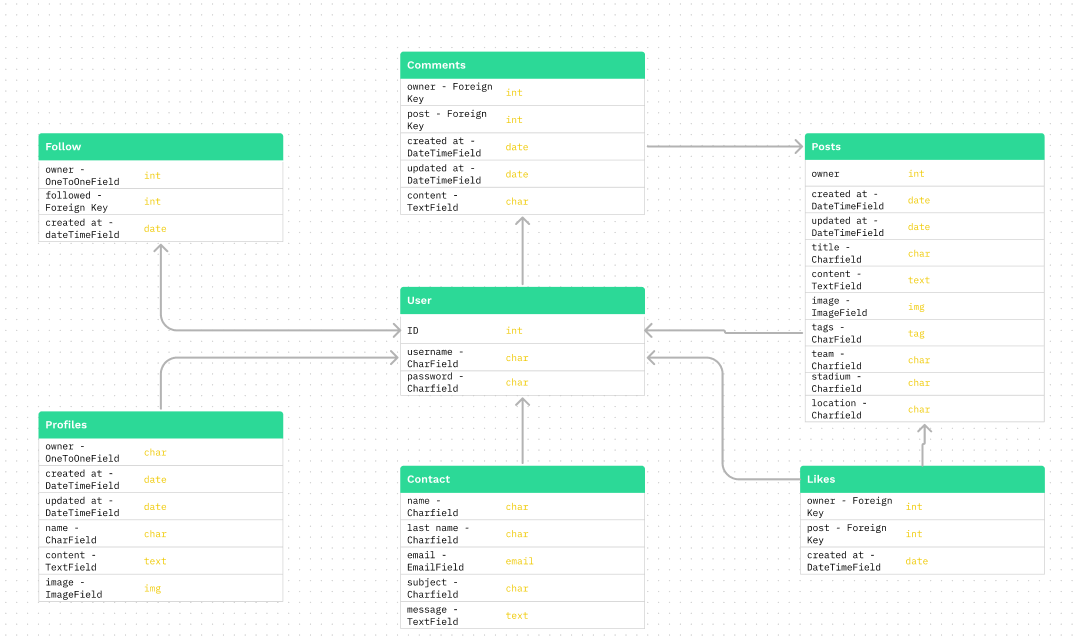 Comments
owner - Foreign
Key
int
post - Foreign
Key
int
created at -
DateTimeField
date
updated at -
DateTimeField
date
content -
TextField
char
Follow
owner -
OneToOneField
int
followed -
Foreign Key
int
created at -
dateTimeField
date
Posts
owner
int
created at -
DateTimeField
date
updated at -
DateTimeField
date
title -
Charfield
char
content -
TextField
text
image -
ImageField
img
tags -
CharField
tag
team -
Charfield
char
stadium -
Charfield
char
location -
Charfield
char
User
ID
int
username -
CharField
char
password -
Charfield
char
Profiles
owner -
OneToOneField
char
created at -
DateTimeField
date
updated at -
DateTimeField
date
name -
CharField
char
content -
TextField
text
image -
ImageField
img
Contact
name -
Charfield
char
last name -
Charfield
char
email -
EmailField
email
subject -
Charfield
char
message -
TextField
text
Likes
owner - Foreign
Key
int
post - Foreign
Key
int
created at -
DateTimeField
date